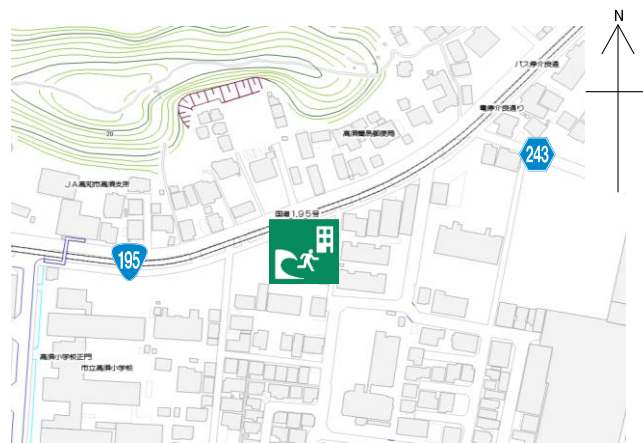 N
バス停介良通
電停介良通り
243
高須簡易郵便局
20
JA高知市高須支所
国道195号
195
高須小学校正門
市立高須小学校